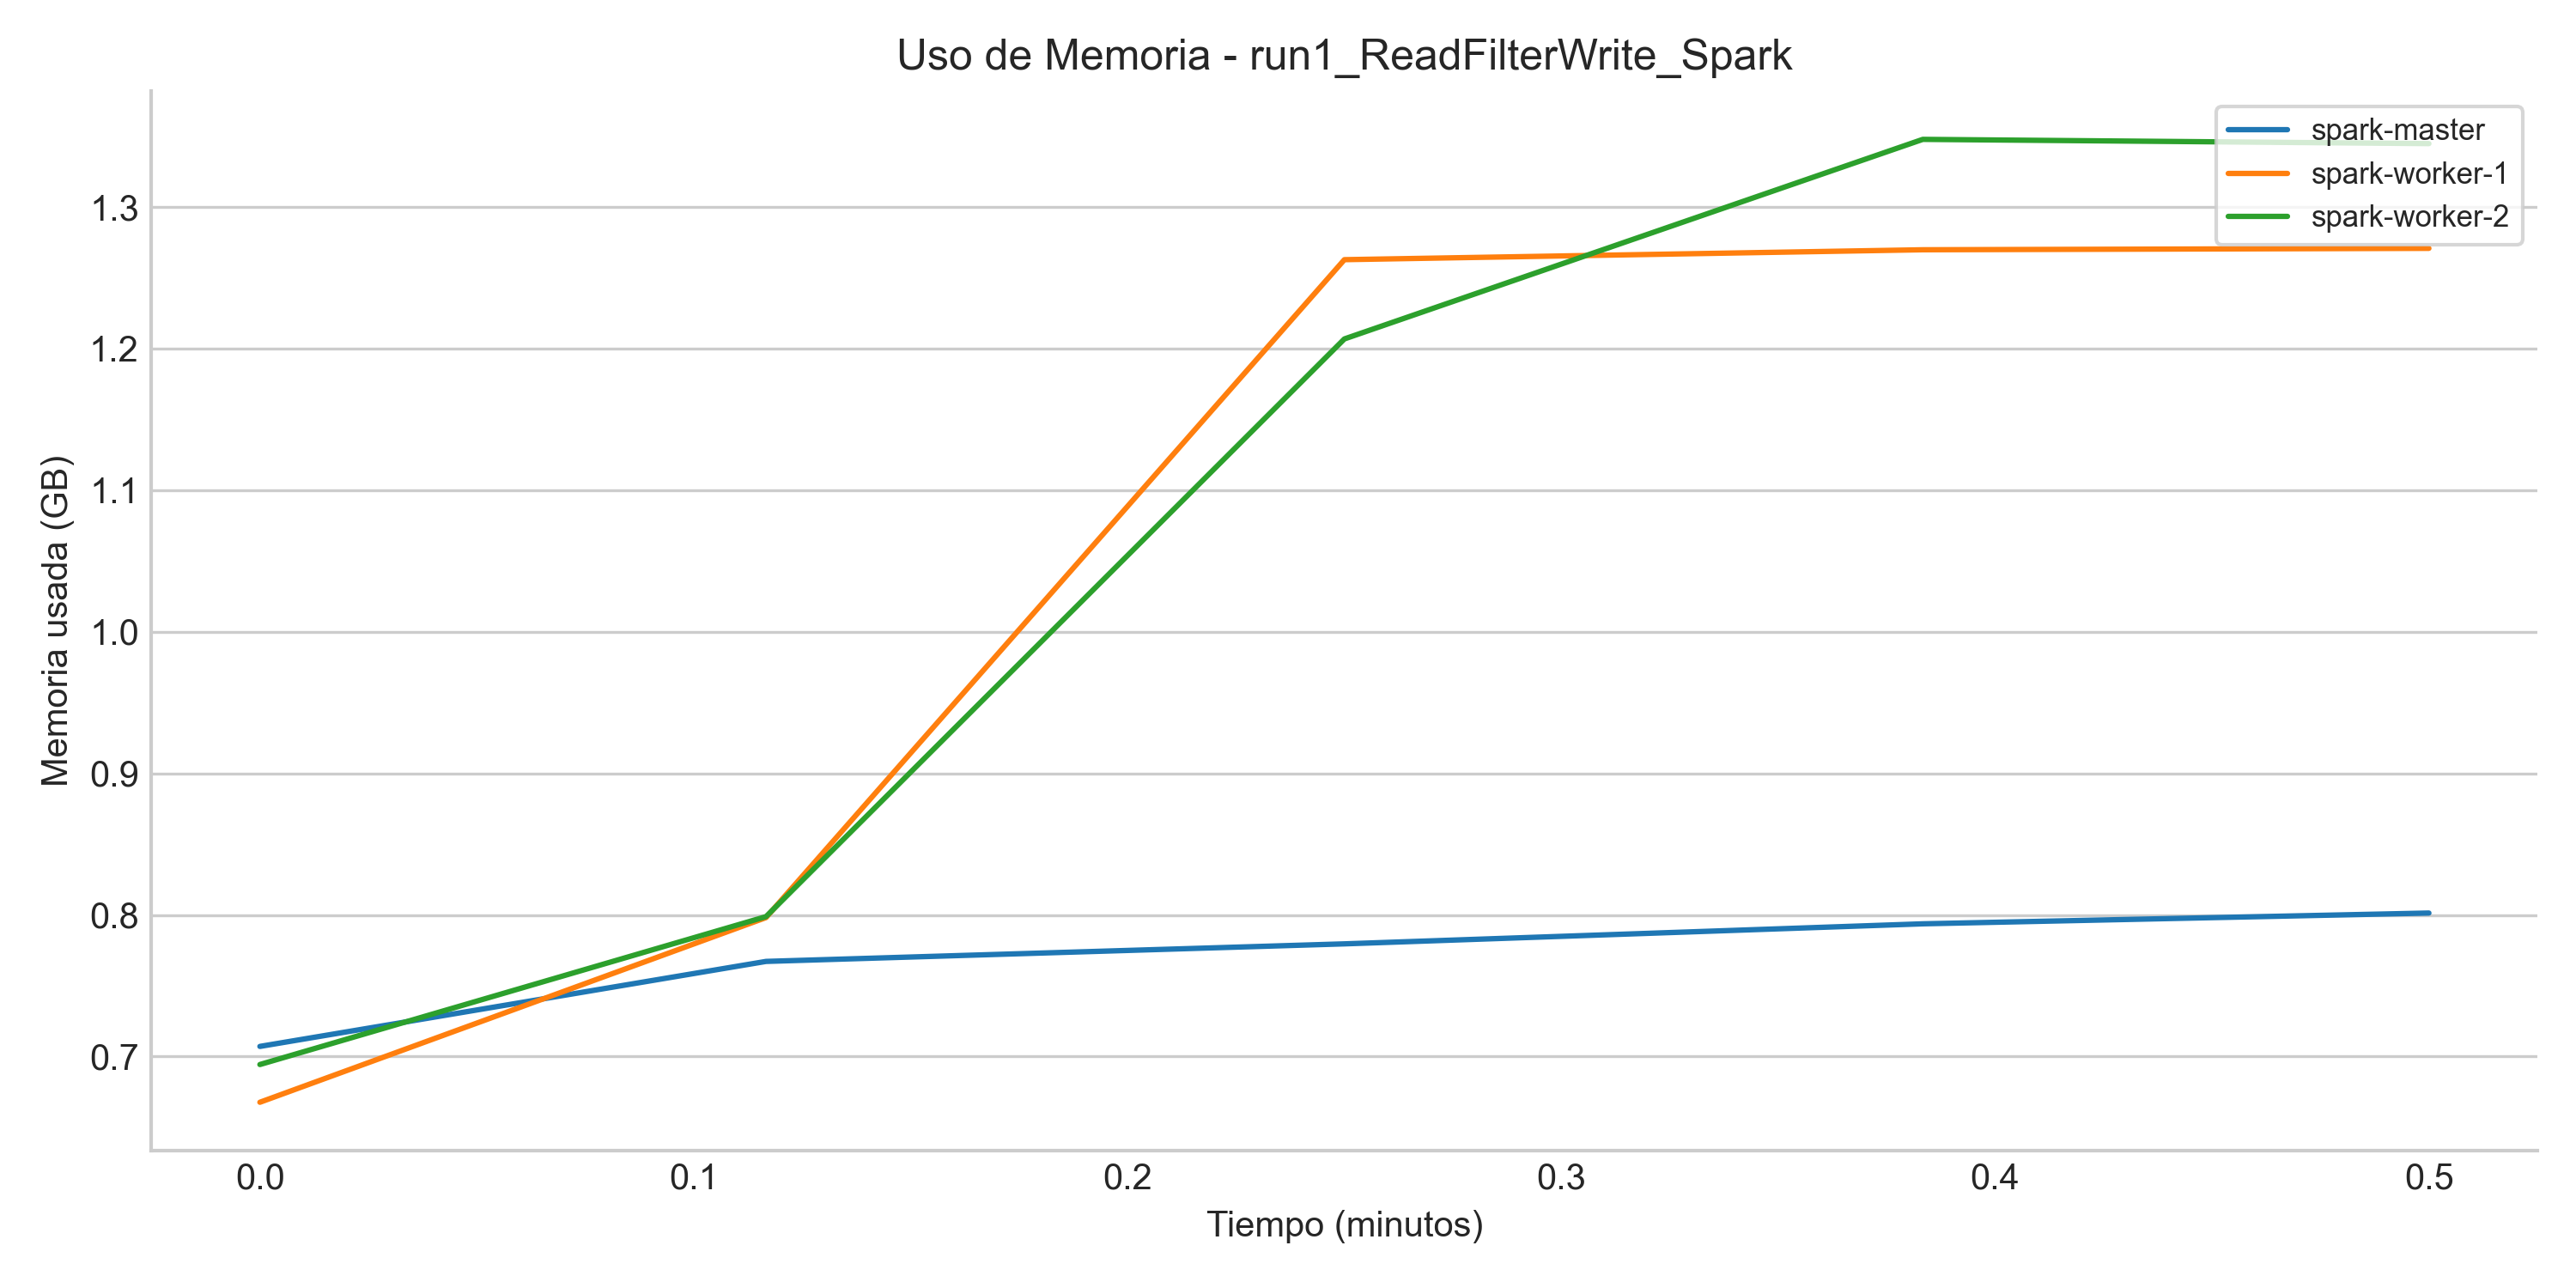 Uso de Memoria - run1_ReadFilterWrite_Spark
spark-master
spark-worker-1
spark-worker-2
Memoria usada (GB)
1.3
1.2
1.1
1.0
0.9
0.8
0.7
0.0 0.1 0.2 0.3 0.4 0.5
Tiempo (minutos)